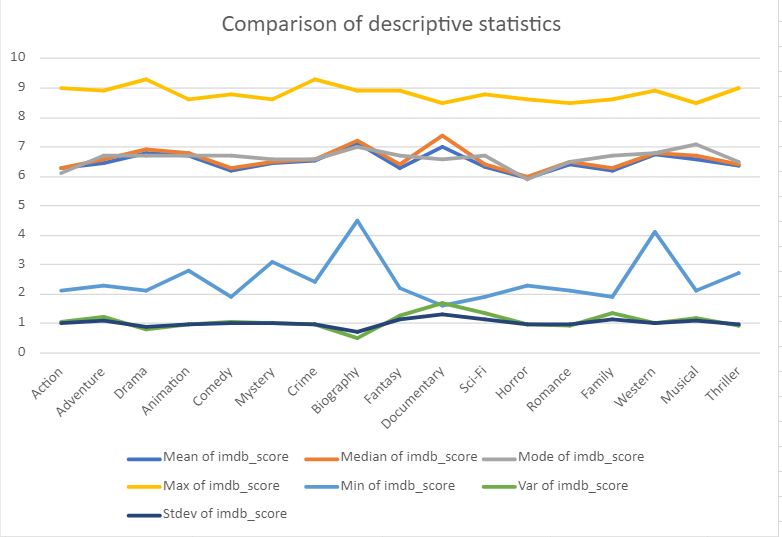 Comparison of descriptive statistics
10
9
8
7
6
5
4
3
2
1
0
Action
Adventure
Drama
Animation
Comedy
Mystery
Crime
Biography
Fantasy
Documentary
Sci-Fi
Horror
Romance
Family
Western
Musical
Thriller
Mean of imdb_score Median of imdb_score Mode of imdb_score
Max of imdb_score Min of imdb_score Var of imdb_score
Stdev of imdb_score